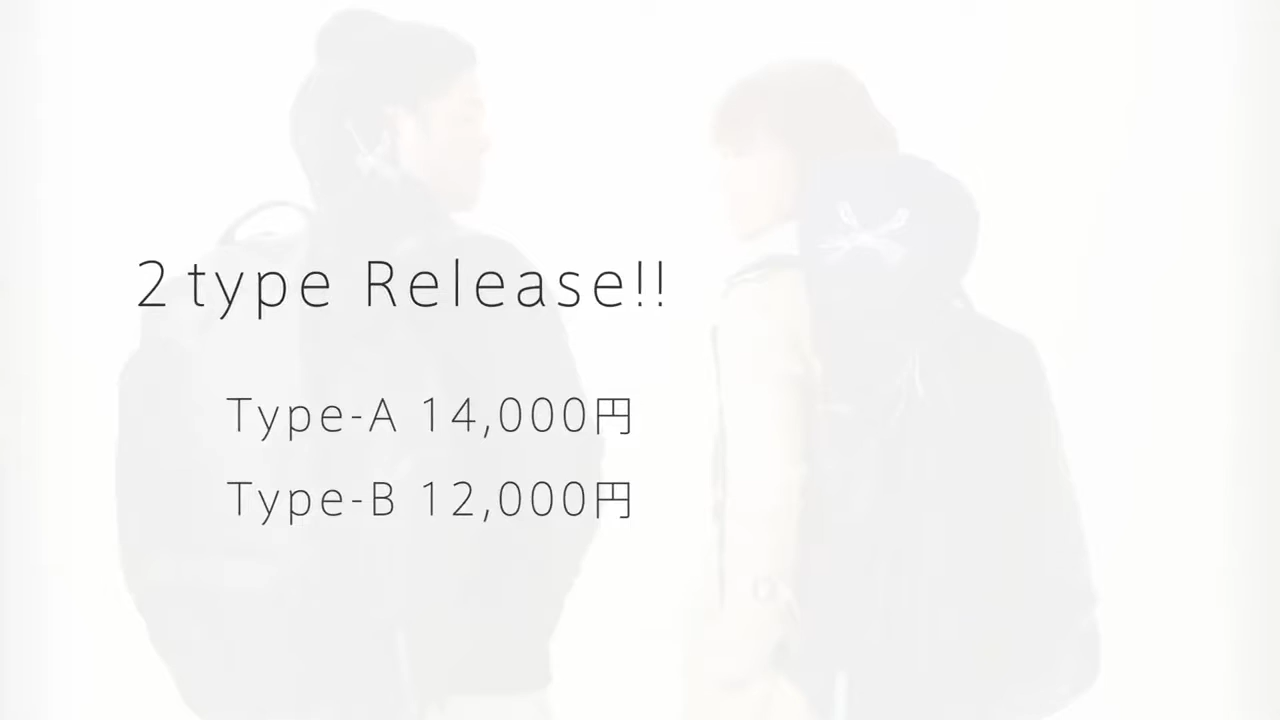 2 type Release!!
Type-A 14,000円
Type-B 12,000円